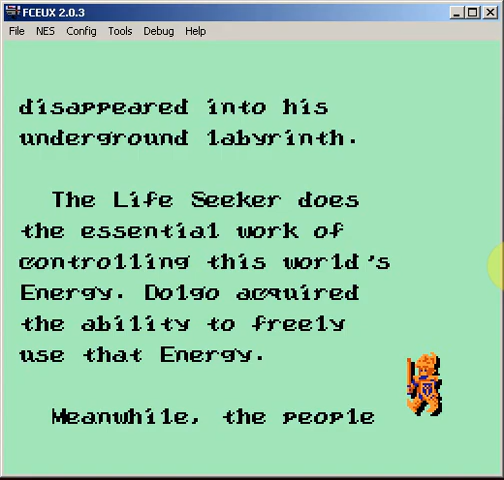 FCEUX 2.0.3
File NES Config Tools Debug Help
disappeared into his
underground labyrinth.
The Life Seeker does
the essential work of
controlling this world's
Energy. Dolgo acquired
the ability to freely
use that Energy.
Meanwhile, the people